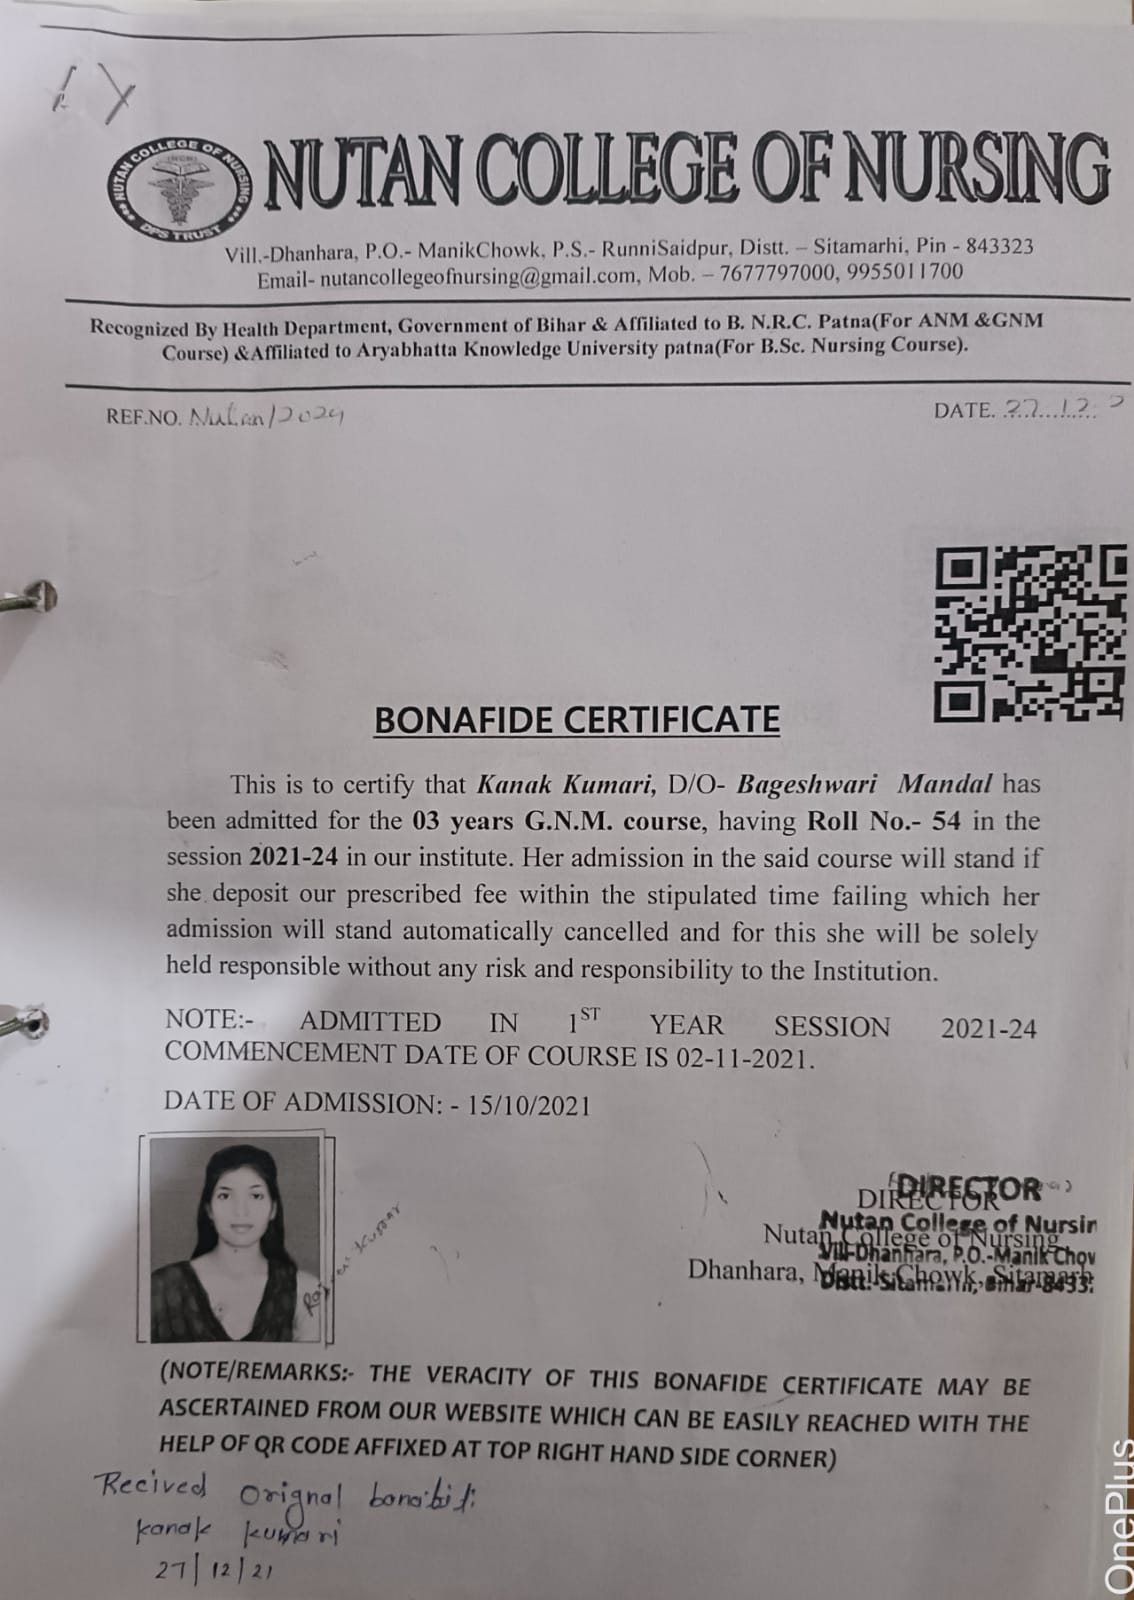 NUTAN COLLEGE OF NURSING
DPS TRUST
NUTAN COLLEGE OF NURSING
Vill.-Dhanhara, P.O.- ManikChowk, P.S.- RunniSaidpur, Distt. – Sitamarhi, Pin - 843323
Email- nutancollegeofnursing@gmail.com, Mob. – 7677797000, 9955011700
Recognized By Health Department, Government of Bihar & Affiliated to B. N.R.C. Patna(For ANM &GNM
Course) &Affiliated to Aryabhatta Knowledge University patna(For B.Sc. Nursing Course).
REF.NO. Nutan/2024
DATE.
BONAFIDE CERTIFICATE
This is to certify that Kanak Kumari, D/O- Bageshwari Mandal has
been admitted for the 03 years G.N.M. course, having Roll No.- 54 in the
session 2021-24 in our institute. Her admission in the said course will stand if
she deposit our prescribed fee within the stipulated time failing which her
admission will stand automatically cancelled and for this she will be solely
held responsible without any risk and responsibility to the Institution.
NOTE:- ADMITTED IN 1ST YEAR SESSION 2021-24
COMMENCEMENT DATE OF COURSE IS 02-11-2021.
DATE OF ADMISSION: - 15/10/2021
DIRECTOR
DIRECTOR
Nutan College of Nursin
Nutan College of Nursing
Vill-Dhanhara, P.O.-Manik Chow
Dhanhara, Manik Chowk, Sitamarh
Distt.-Sitamarhi, Bihar-8433
Kumar
(NOTE/REMARKS:- THE VERACITY OF THIS BONAFIDE CERTIFICATE MAY BE
ASCERTAINED FROM OUR WEBSITE WHICH CAN BE EASILY REACHED WITH THE
HELP OF QR CODE AFFIXED AT TOP RIGHT HAND SIDE CORNER)
Recived Orignal
kanak kumari
27/12/21
OnePlus